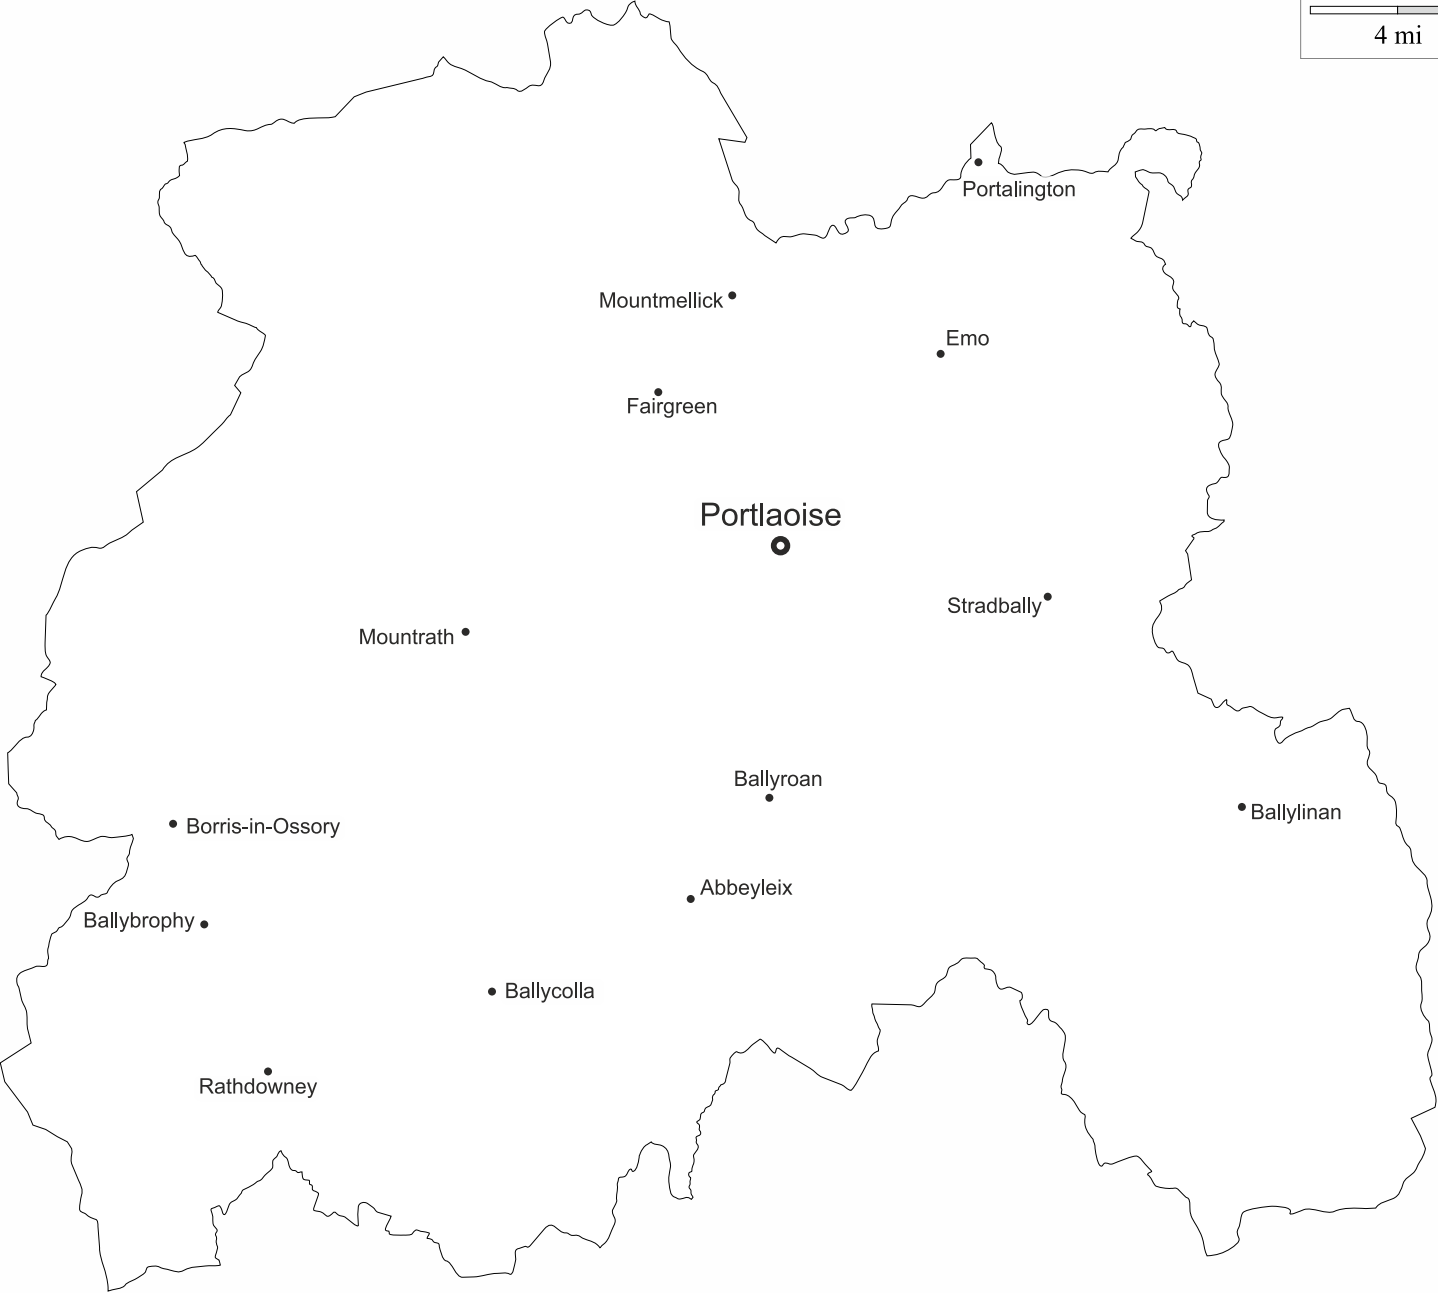 4 mi
Portalington
Mountmellick
Emo
Fairgreen
Portlaoise
Stradbally
Mountrath
Ballyroan
Ballylinan
Borris-in-Ossory
Abbeyleix
Ballybrophy
Ballycolla
Rathdowney